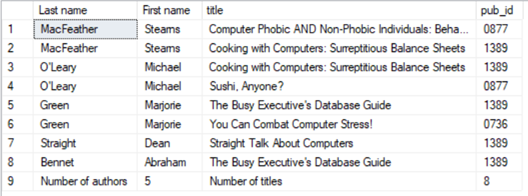 Last name First name title pub_id
1 MacFeather Stearns Computer Phobic AND Non-Phobic Individuals: Beha... 0877
2 MacFeather Stearns Cooking with Computers: Surreptitious Balance Sheets 1389
3 O'Leary Michael Cooking with Computers: Surreptitious Balance Sheets 1389
4 O'Leary Michael Sushi, Anyone? 0877
5 Green Marjorie The Busy Executive's Database Guide 1389
6 Green Marjorie You Can Combat Computer Stress! 0736
7 Straight Dean Straight Talk About Computers 1389
8 Bennet Abraham The Busy Executive's Database Guide 1389
9 Number of authors 5 Number of titles 8